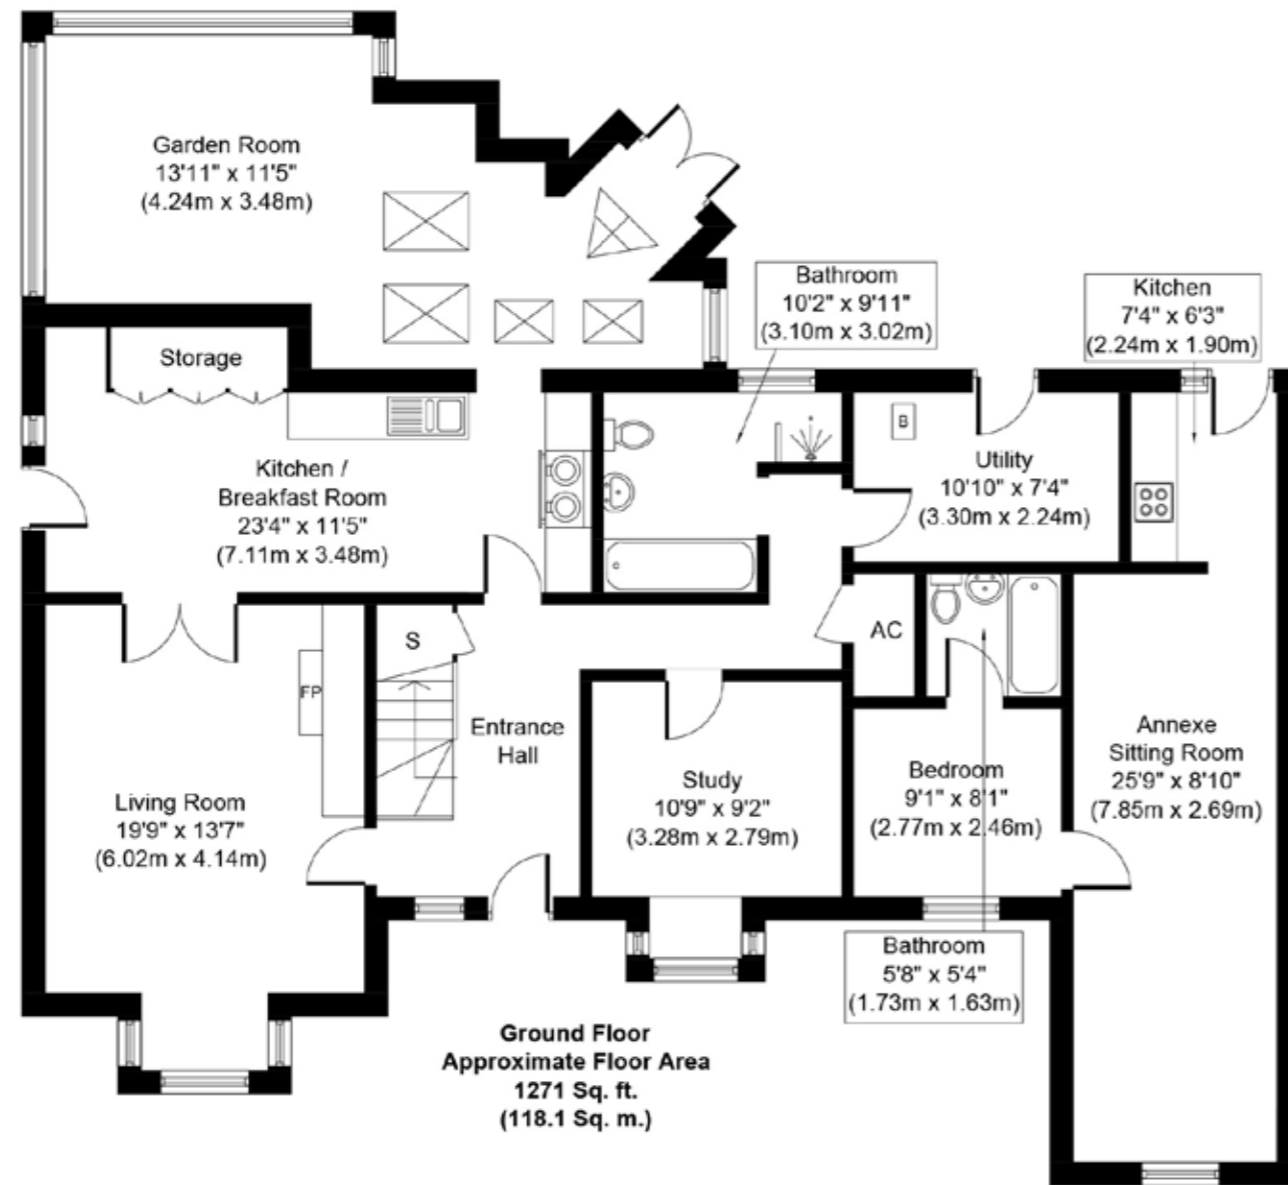 Garden Room
13'11" x 11'5"
(4.24m x 3.48m)
Bathroom
10'2" x 9'11"
(3.10m x 3.02m)
Kitchen
7'4" x 6'3"
(2.24m x 1.90m)
Storage
B
Kitchen /
Breakfast Room
23'4" x 11'5"
(7.11m x 3.48m)
Utility
10'10" x 7'4"
(3.30m x 2.24m)
S
AC
FP
Entrance
Hall
Living Room
19'9" x 13'7"
(6.02m x 4.14m)
Study
10'9" x 9'2"
(3.28m x 2.79m)
Bedroom
9'1" x 8'1"
(2.77m x 2.46m)
Annexe
Sitting Room
25'9" x 8'10"
(7.85m x 2.69m)
Bathroom
5'8" x 5'4"
(1.73m x 1.63m)
Ground Floor
Approximate Floor Area
1271 Sq. ft.
(118.1 Sq. m.)